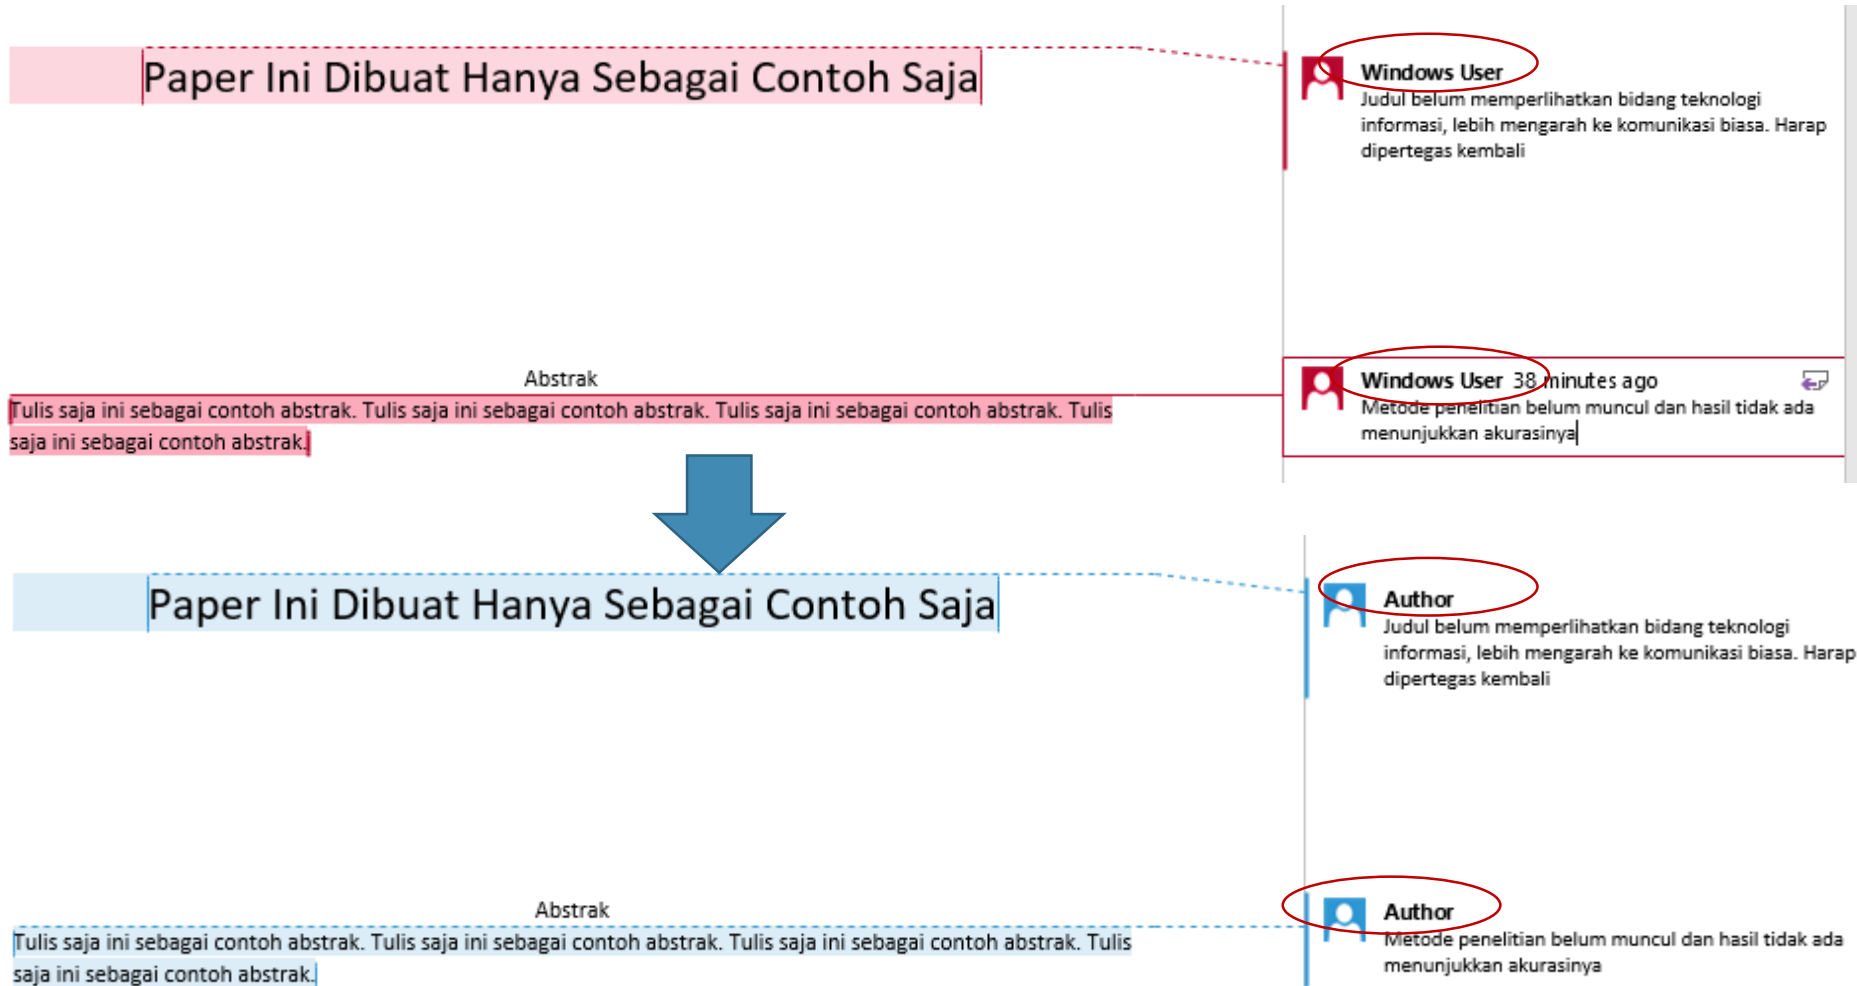 Paper Ini Dibuat Hanya Sebagai Contoh Saja
Windows User
Judul belum memperlihatkan bidang teknologi
informasi, lebih mengarah ke komunikasi biasa. Harap
dipertegas kembali
Abstrak
Tulis saja ini sebagai contoh abstrak. Tulis saja ini sebagai contoh abstrak. Tulis saja ini sebagai contoh abstrak. Tulis
saja ini sebagai contoh abstrak.
Windows User 38 minutes ago
Metode penelitian belum muncul dan hasil tidak ada
menunjukkan akurasinya
Paper Ini Dibuat Hanya Sebagai Contoh Saja
Author
Judul belum memperlihatkan bidang teknologi
informasi, lebih mengarah ke komunikasi biasa. Harap
dipertegas kembali
Abstrak
Tulis saja ini sebagai contoh abstrak. Tulis saja ini sebagai contoh abstrak. Tulis saja ini sebagai contoh abstrak. Tulis
saja ini sebagai contoh abstrak.
Author
Metode penelitian belum muncul dan hasil tidak ada
menunjukkan akurasinya